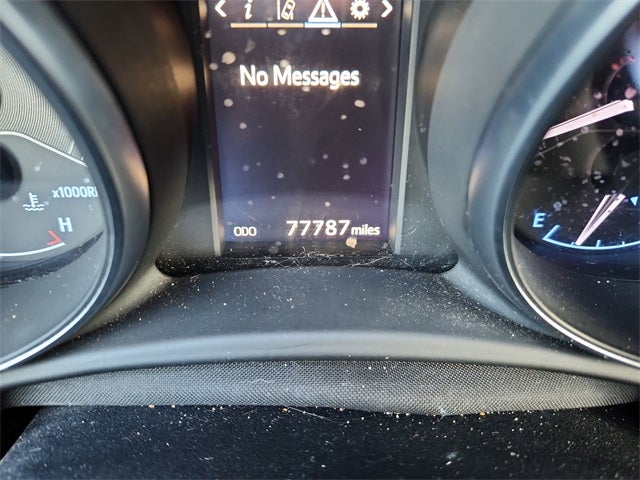 i
No Messages
x1000R
H
E
ODO 77787 miles